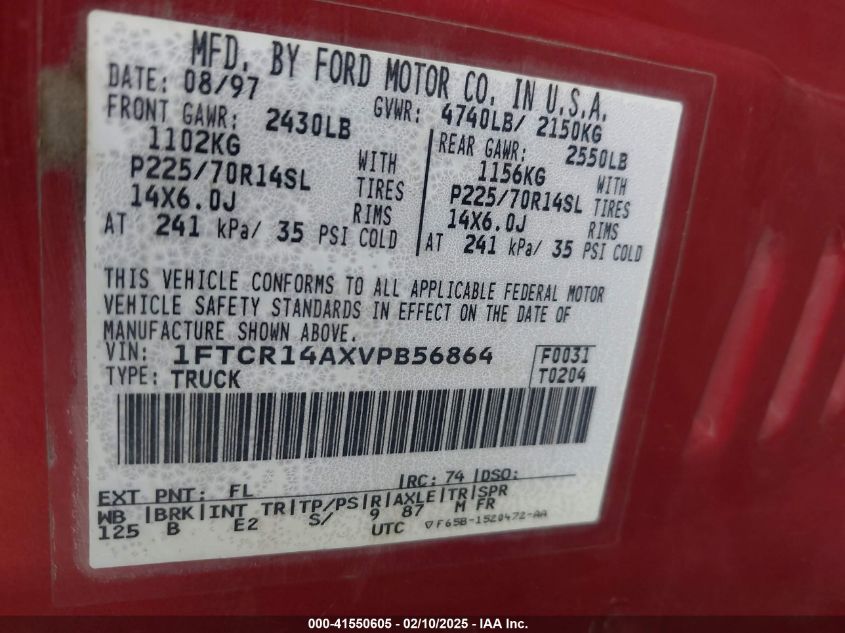 MFD. BY FORD MOTOR CO. IN U.S.A.
DATE: 08/97 GVWR: 4740LB/ 2150KG
FRONT GAWR: 2430LB REAR GAWR: 2550LB
1102KG WITH 1156KG WITH
P225/70R14SL TIRES P225/70R14SL TIRES
14X6.0J RIMS 14X6.0J RIMS
AT 241 kPa/ 35 PSI COLD AT 241 kPa/ 35 PSI COLD
THIS VEHICLE CONFORMS TO ALL APPLICABLE FEDERAL MOTOR
VEHICLE SAFETY STANDARDS IN EFFECT ON THE DATE OF
MANUFACTURE SHOWN ABOVE.
VIN: 1FTCR14AXVPB56864 F0031
TYPE: TRUCK T0204
EXT PNT: FL RC: 74 DSO:
WB BRK INT TR TP/PS R AXLE TR SPR
125 B E2 S/ 9 87 M FR
UTC F65B-1520472-AA
000-41550605 - 02/10/2025 - IAA Inc.